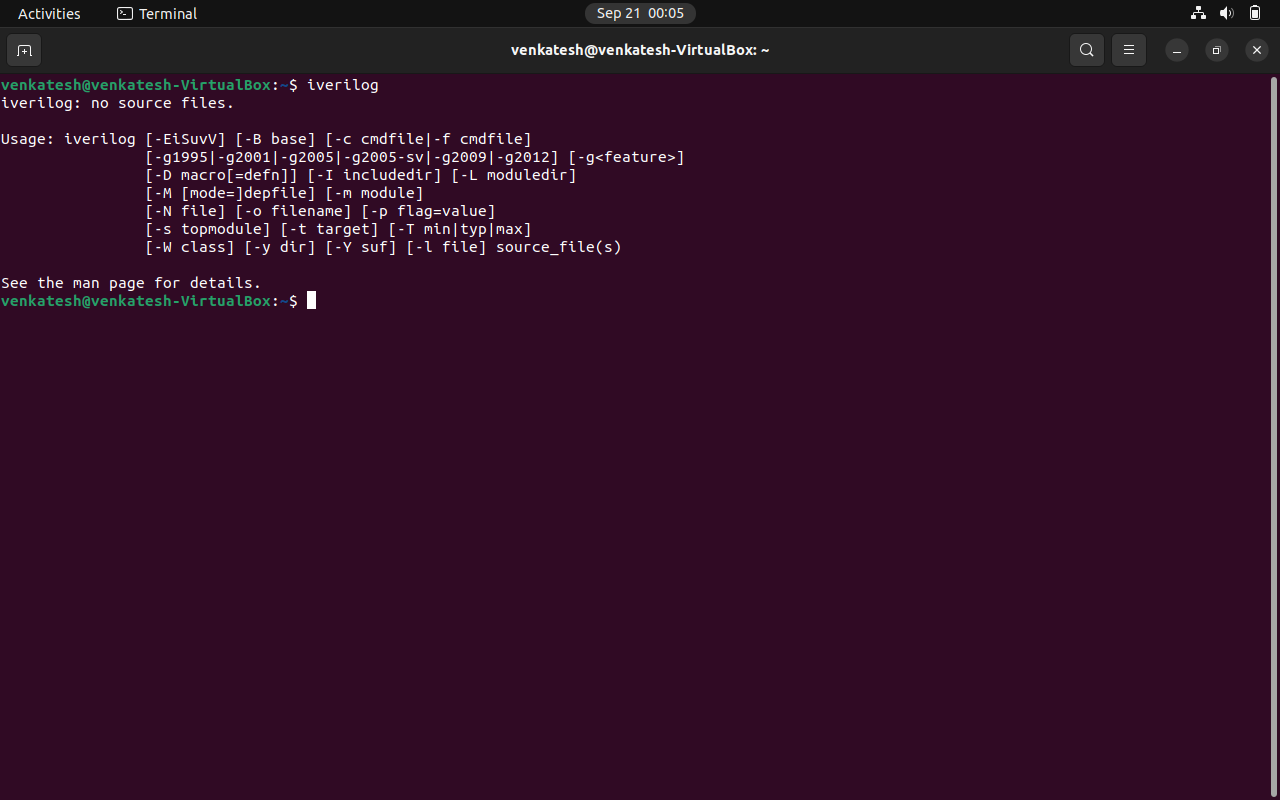 Activities Terminal Sep 21 00:05
venkatesh@venkatesh-VirtualBox: ~
venkatesh@venkatesh-VirtualBox:~$ iverilog
iverilog: no source files.

Usage: iverilog [-EiSuvV] [-B base] [-c cmdfile|-f cmdfile]
                [-g1995|-g2001|-g2005|-g2005-sv|-g2009|-g2012] [-g<feature>]
                [-D macro[=defn]] [-I includedir] [-L moduledir]
                [-M [mode=]depfile] [-m module]
                [-N file] [-o filename] [-p flag=value]
                [-s topmodule] [-t target] [-T min|typ|max]
                [-W class] [-y dir] [-Y suf] [-l file] source_file(s)

See the man page for details.
venkatesh@venkatesh-VirtualBox:~$